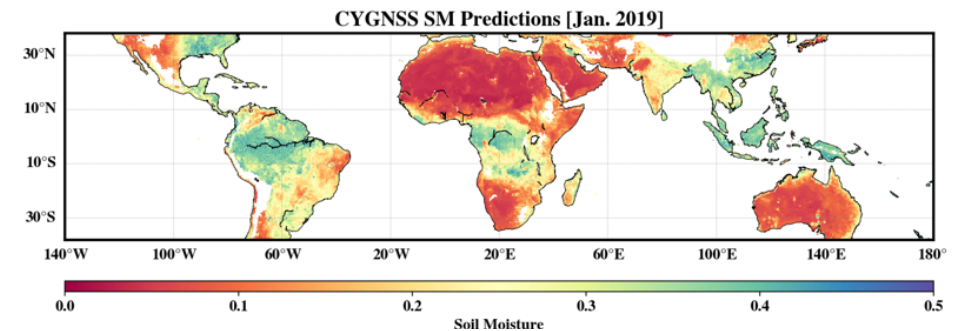 CYGNSS SM Predictions [Jan. 2019]
30°N
10°N
10°S
30°S
140°W 100°W 60°W 20°W 20°E 60°E 100°E 140°E 180°
0.0 0.1 0.2 0.3 0.4 0.5
Soil Moisture